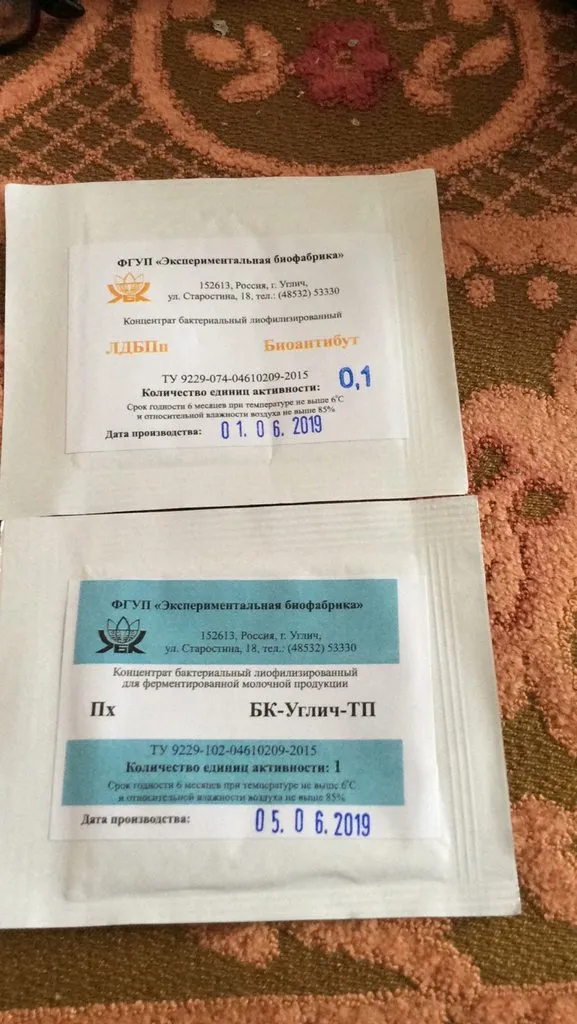 ФГУП «Экспериментальная биофабрика»
152613, Россия, г. Углич,
ул. Старостина, 18, тел.: (48532) 53330
Концентрат бактериальный лиофилизированный
ЛДБПп Биоантибут
ТУ 9229-074-04610209-2015
Количество единиц активности: 0,1
Срок годности 6 месяцев при температуре не выше 6°С
и относительной влажности воздуха не выше 85%
Дата производства: 01.06.2019
ФГУП «Экспериментальная биофабрика»
ЯБК
152613, Россия, г. Углич,
ул. Старостина, 18, тел.: (48532) 53330
Концентрат бактериальный лиофилизированный
для ферментированной молочной продукции
Пх БК-Углич-ТП
ТУ 9229-102-04610209-2015
Количество единиц активности: 1
Срок годности 6 месяцев при температуре не выше 6°С
и относительной влажности воздуха не выше 85%
Дата производства: 05.06.2019